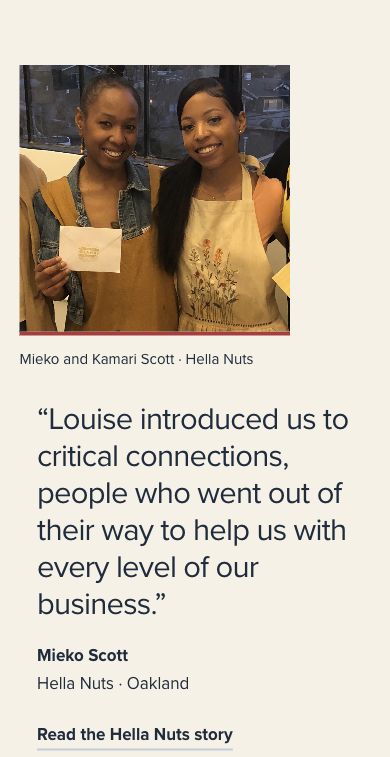 Mieko and Kamari Scott · Hella Nuts
“Louise introduced us to
critical connections,
people who went out of
their way to help us with
every level of our
business.”
Mieko Scott
Hella Nuts · Oakland
Read the Hella Nuts story